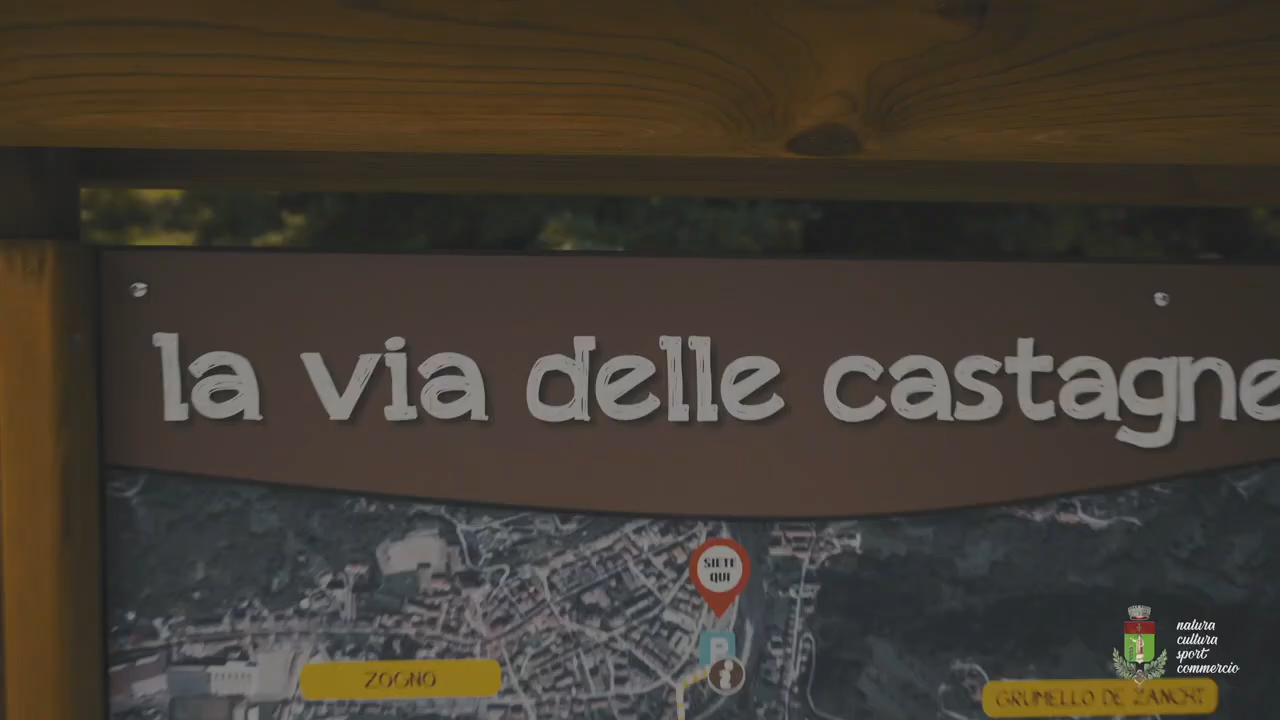 la via delle castagne
SIETE
QUI
P
i
ZOGNO
GRUMELLO DE ZANCHI
natura
cultura
sport
commercio